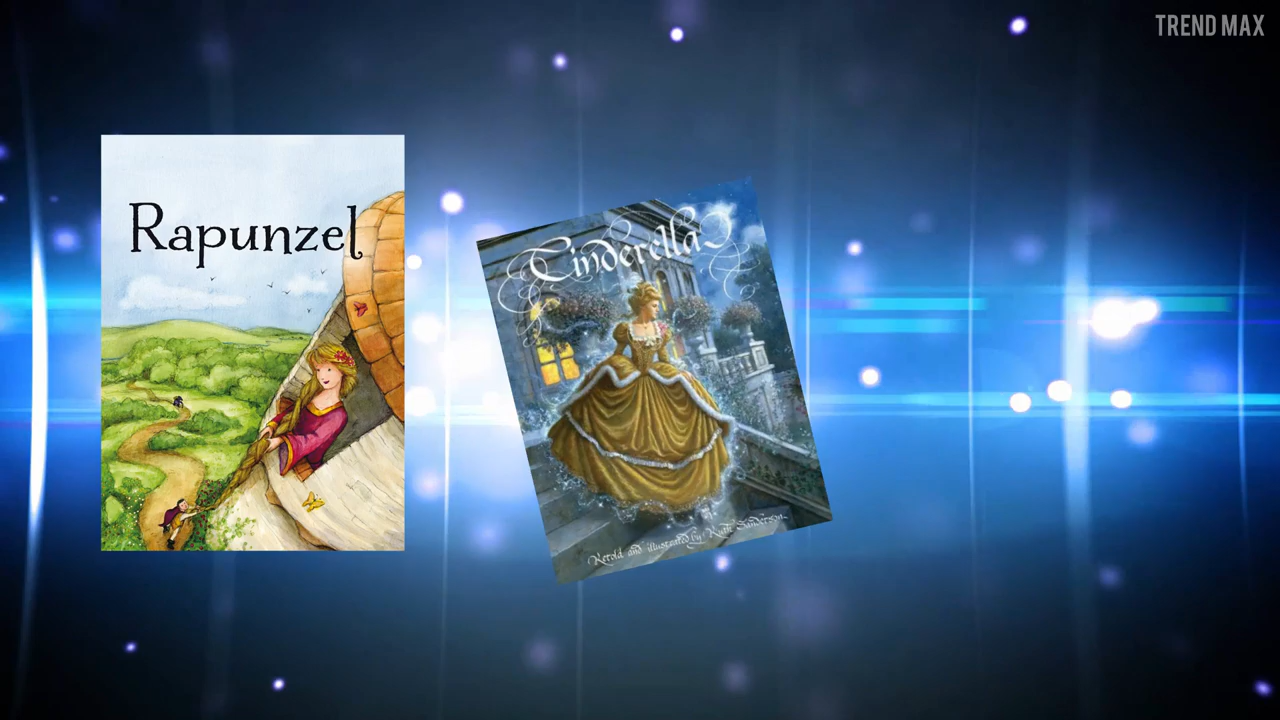 TREND MAX
Rapunzel
Cinderella
Retold and illustrated by Ruth Sanderson